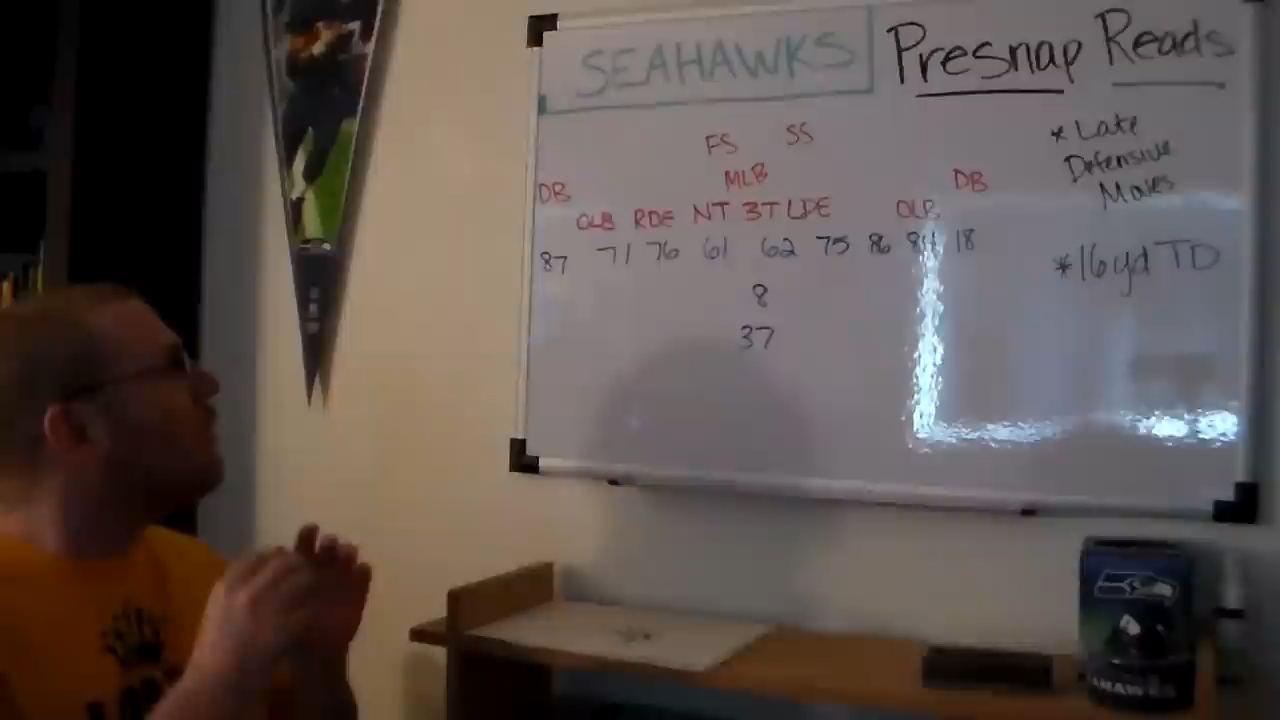 SEAHAWKS Presnap Reads
* Late
Defensive
Moves
FS SS
MLB
DB DB
OLB RDE NT 3T LDE OLB
87 71 76 61 62 75 86 84 18
8
37
*16yd TD